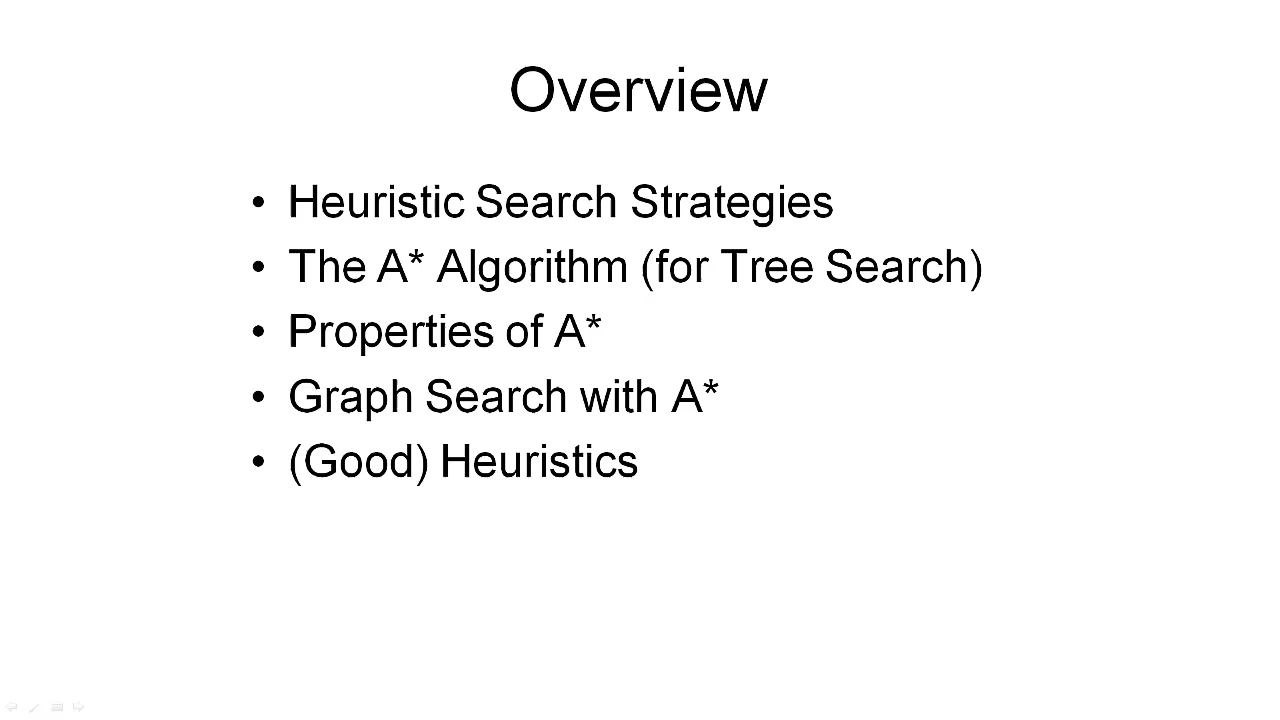 Overview
• Heuristic Search Strategies
• The A* Algorithm (for Tree Search)
• Properties of A*
• Graph Search with A*
• (Good) Heuristics